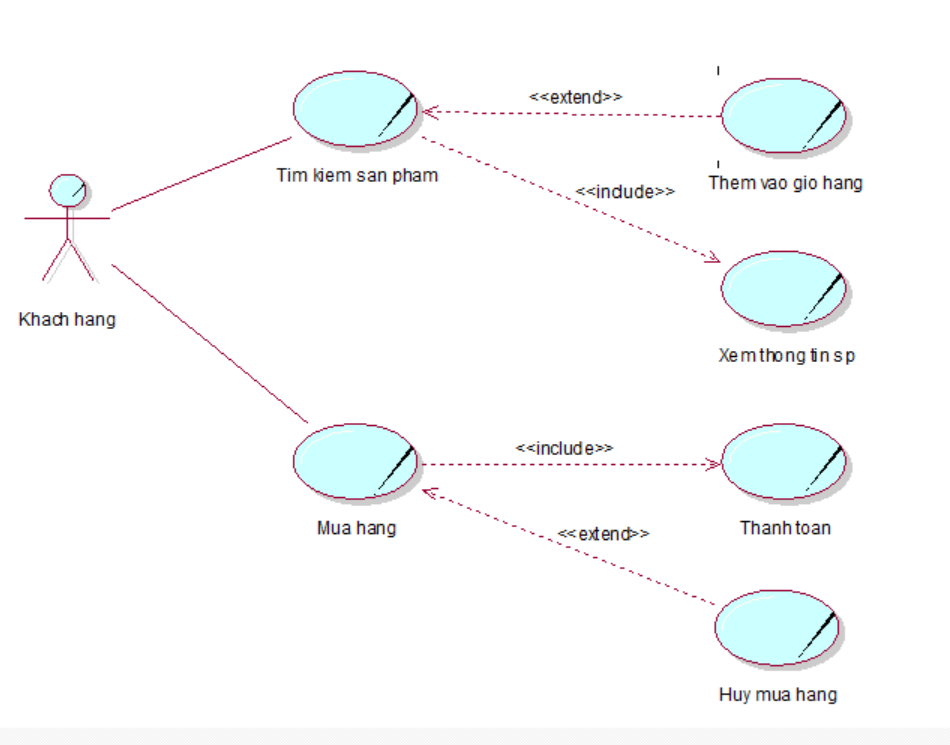 <<extend>>
Tim kiem san pham
Them vao gio hang
<<include>>
Khach hang
Xem thong tin sp
<<include>>
Mua hang
Thanh toan
<<extend>>
Huy mua hang